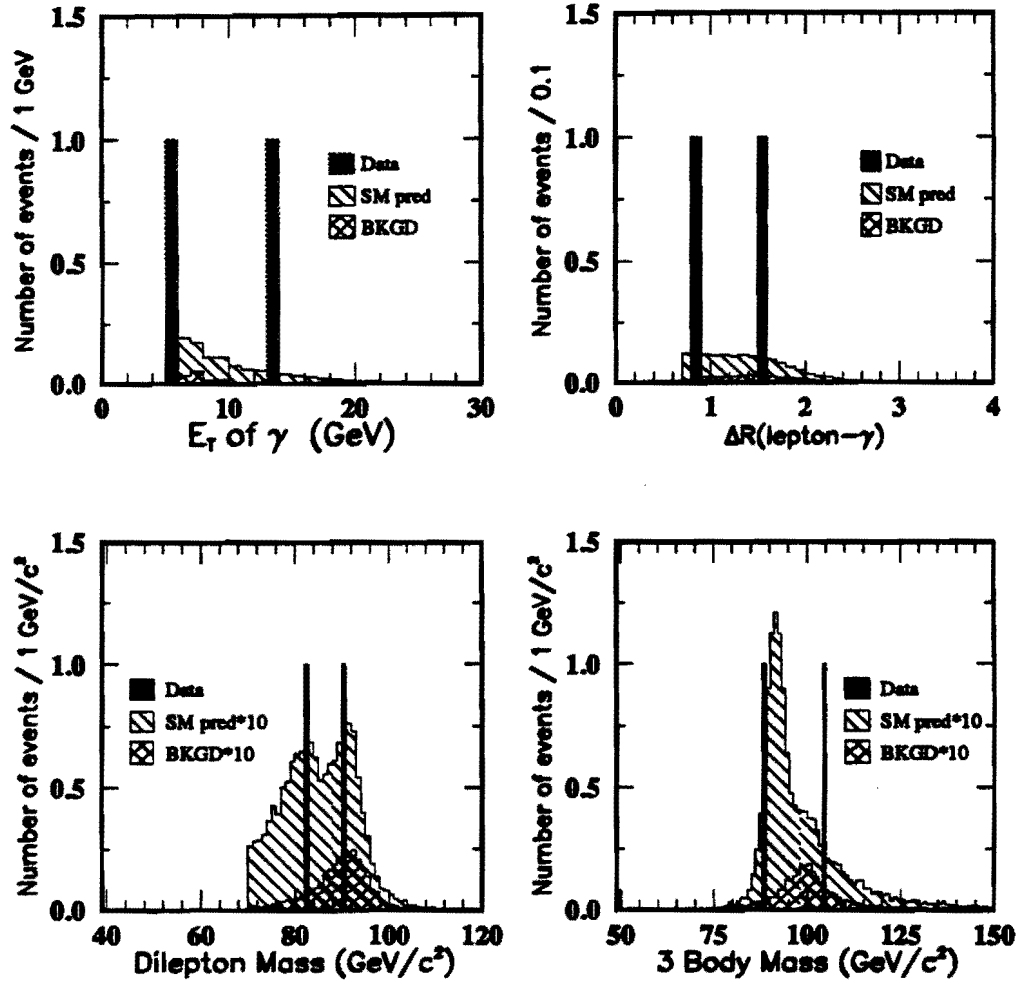 1.5
1.0
0.5
0.0
Number of events / 1 GeV
Data
SM pred
BKGD
0 10 20 30
E_T of γ (GeV)
1.5
1.0
0.5
0.0
Number of events / 0.1
Data
SM pred
BKGD
0 1 2 3 4
ΔR(lepton-γ)
1.5
1.0
0.5
0.0
Number of events / 1 GeV/c²
Data
SM pred*10
BKGD*10
40 60 80 100 120
Dilepton Mass (GeV/c²)
1.5
1.0
0.5
0.0
Number of events / 1 GeV/c²
Data
SM pred*10
BKGD*10
50 75 100 125 150
3 Body Mass (GeV/c²)